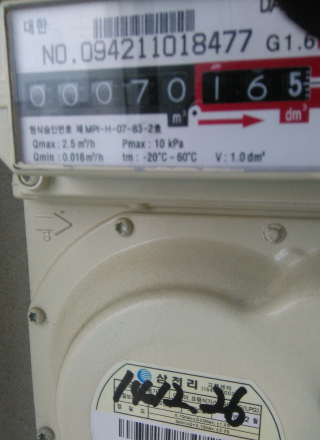 대한
DA
NO.094211018477 G1.6
00070 165
m³ dm³
형식승인번호 제 MPI-H-07-83-2호
Qmax : 2.5 m³/h Pmax : 10 kPa
Qmin : 0.016 m³/h tm : -20°C ~ 60°C V : 1.0 dm³
삼천리